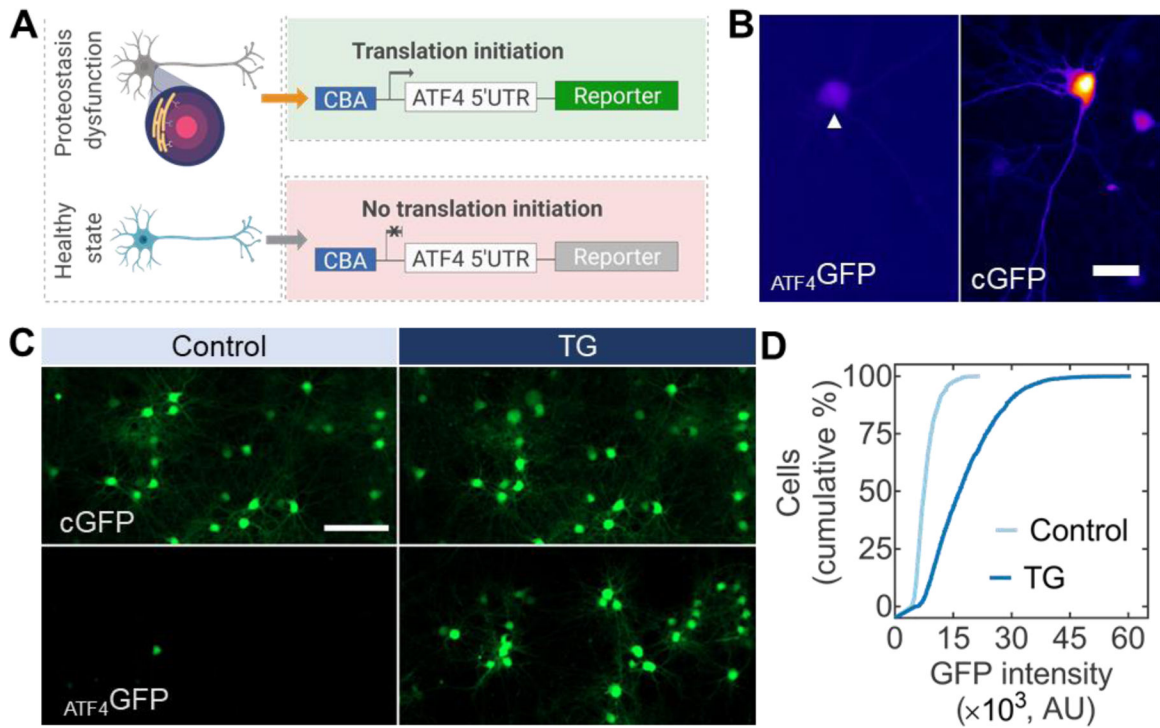 A
Proteostasis
dysfunction
Translation initiation
CBA
ATF4 5'UTR
Reporter
Healthy
state
No translation initiation
CBA
ATF4 5'UTR
Reporter
B
ATF4GFP
cGFP
C
Control
TG
cGFP
ATF4GFP
D
Cells
(cumulative %)
100
75
50
25
0
Control
TG
0 15 30 45 60
GFP intensity
(×10³, AU)